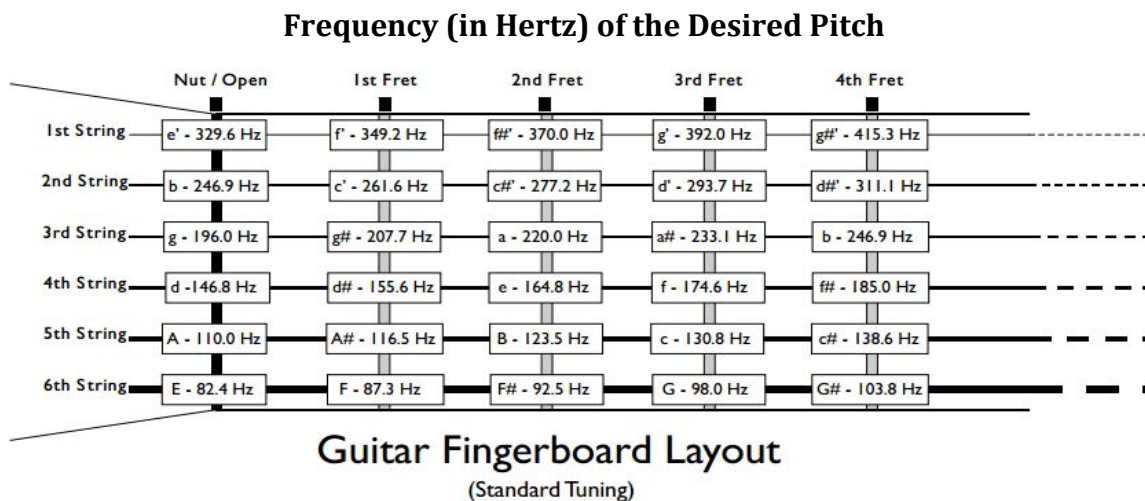 Frequency (in Hertz) of the Desired Pitch
Nut / Open 1st Fret 2nd Fret 3rd Fret 4th Fret
1st String e' - 329.6 Hz f' - 349.2 Hz f#' - 370.0 Hz g' - 392.0 Hz g#' - 415.3 Hz
2nd String b - 246.9 Hz c' - 261.6 Hz c#' - 277.2 Hz d' - 293.7 Hz d#' - 311.1 Hz
3rd String g - 196.0 Hz g# - 207.7 Hz a - 220.0 Hz a# - 233.1 Hz b - 246.9 Hz
4th String d -146.8 Hz d# - 155.6 Hz e - 164.8 Hz f - 174.6 Hz f# - 185.0 Hz
5th String A - 110.0 Hz A# - 116.5 Hz B - 123.5 Hz c - 130.8 Hz c# - 138.6 Hz
6th String E - 82.4 Hz F - 87.3 Hz F# - 92.5 Hz G - 98.0 Hz G# - 103.8 Hz
Guitar Fingerboard Layout
(Standard Tuning)